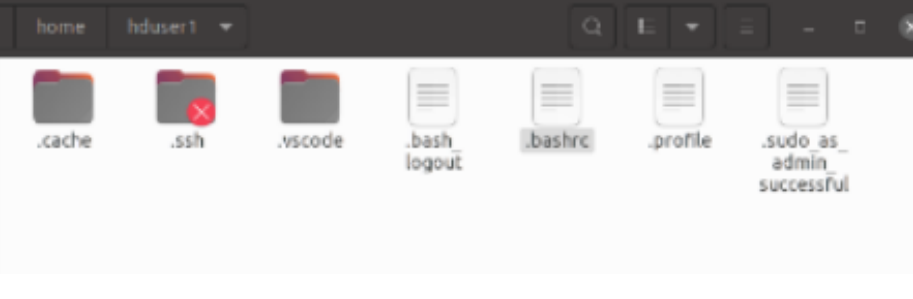 home
hduser1
.cache
.ssh
.vscode
.bash_
logout
.bashrc
.profile
.sudo_as_
admin_
successful